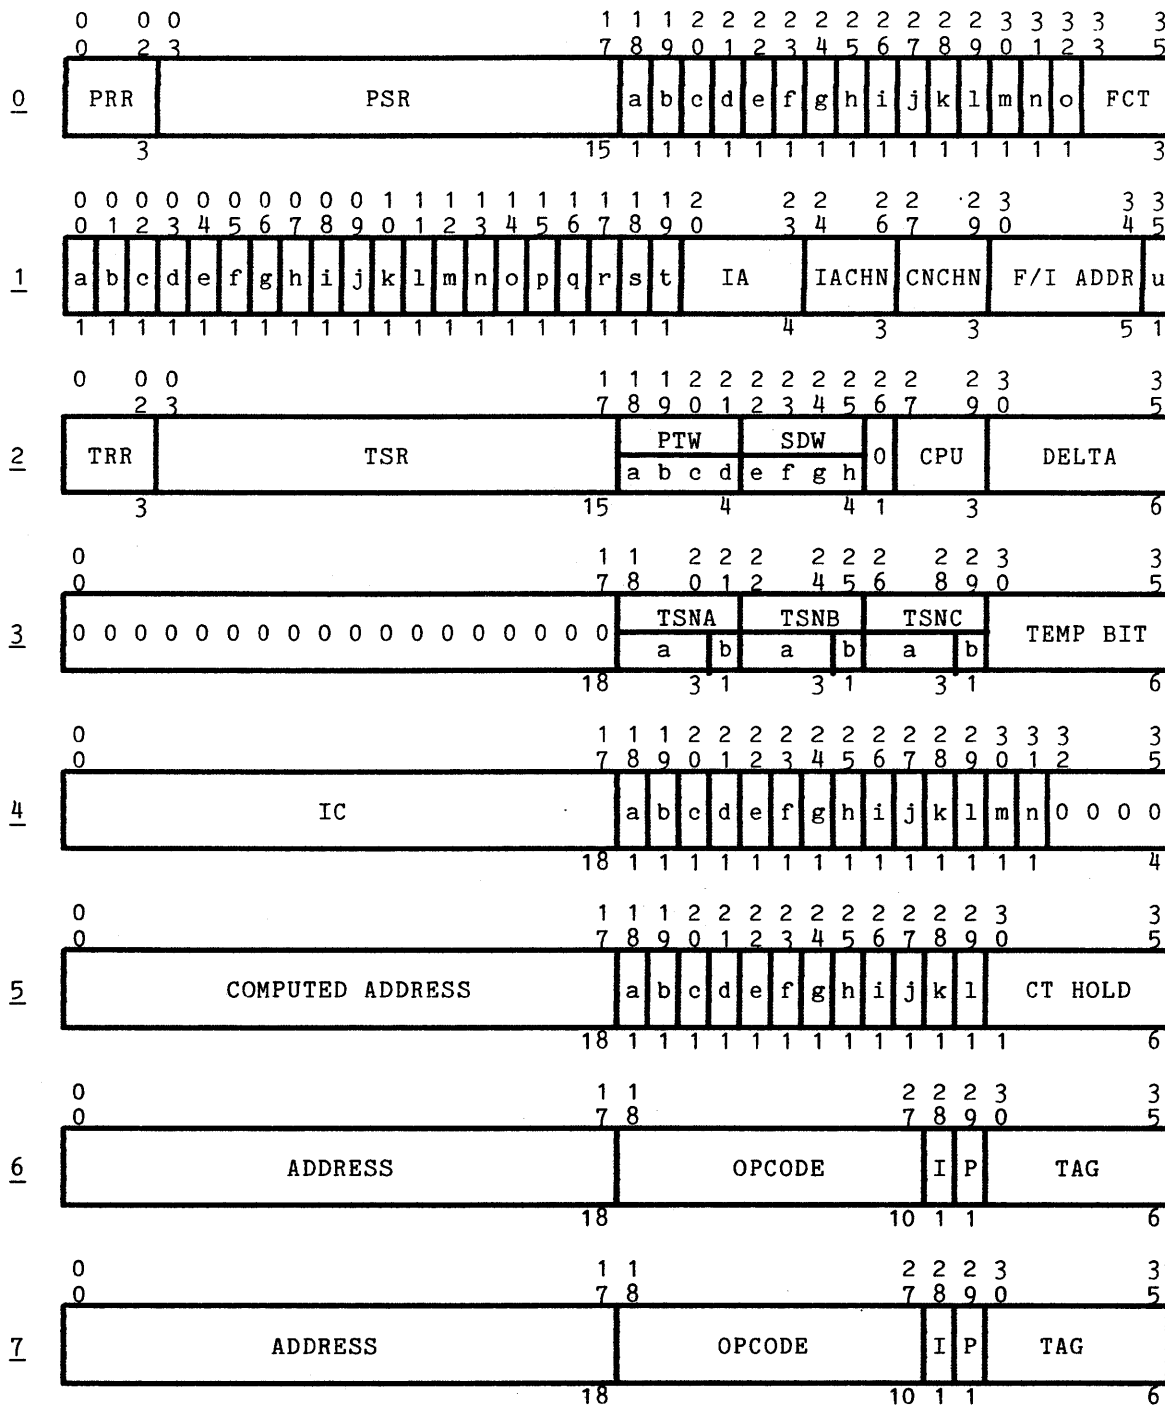 0 0 0 1 1 1 2 2 2 2 2 2 2 2 2 2 3 3 3 3 3
0 2 3 7 8 9 0 1 2 3 4 5 6 7 8 9 0 1 2 3 5
0 PRR PSR a b c d e f g h i j k l m n o FCT
3 15 1 1 1 1 1 1 1 1 1 1 1 1 1 1 1 3
0 0 0 0 0 0 0 0 0 0 1 1 1 1 1 1 1 1 1 1 2 2 2 2 2 2 3 3 3
0 1 2 3 4 5 6 7 8 9 0 1 2 3 4 5 6 7 8 9 0 3 4 6 7 9 0 4 5
1 a b c d e f g h i j k l m n o p q r s t IA IACHN CNCHN F/I ADDR u
1 1 1 1 1 1 1 1 1 1 1 1 1 1 1 1 1 1 1 1 4 3 3 5 1
0 0 0 1 1 1 2 2 2 2 2 2 2 2 2 3 3
2 3 7 8 9 0 1 2 3 4 5 6 7 9 0 5
PTW SDW
2 TRR TSR 0 CPU DELTA
a b c d e f g h
3 15 4 4 1 3 6
0 1 1 2 2 2 2 2 2 2 2 3 3
0 7 8 0 1 2 4 5 6 8 9 0 5
TSNA TSNB TSNC
3 0 0 0 0 0 0 0 0 0 0 0 0 0 0 0 0 0 0 TEMP BIT
a b a b a b
18 3 1 3 1 3 1 6
0 1 1 1 2 2 2 2 2 2 2 2 2 2 3 3 3 3
0 7 8 9 0 1 2 3 4 5 6 7 8 9 0 1 2 5
4 IC a b c d e f g h i j k l m n 0 0 0 0
18 1 1 1 1 1 1 1 1 1 1 1 1 1 1 4
0 1 1 1 2 2 2 2 2 2 2 2 2 2 3 3
0 7 8 9 0 1 2 3 4 5 6 7 8 9 0 5
5 COMPUTED ADDRESS a b c d e f g h i j k l CT HOLD
18 1 1 1 1 1 1 1 1 1 1 1 1 1 6
0 1 1 2 2 2 3 3
0 7 8 7 8 9 0 5
6 ADDRESS OPCODE I P TAG
18 10 1 1 6
0 1 1 2 2 2 3 3
0 7 8 7 8 9 0 5
7 ADDRESS OPCODE I P TAG
18 10 1 1 6